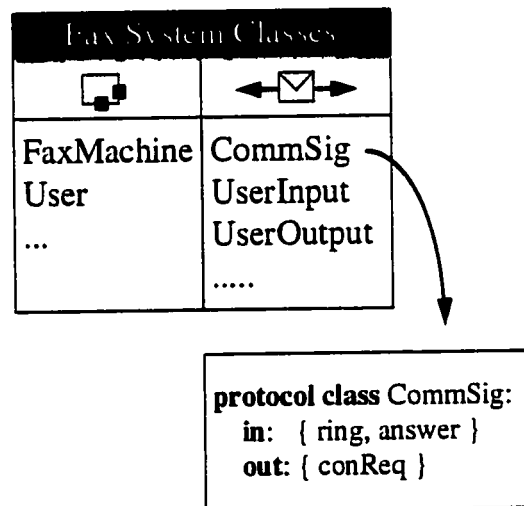 Fax System Classes
FaxMachine
User
...
CommSig
UserInput
UserOutput
.....
protocol class CommSig:
in: { ring, answer }
out: { conReq }